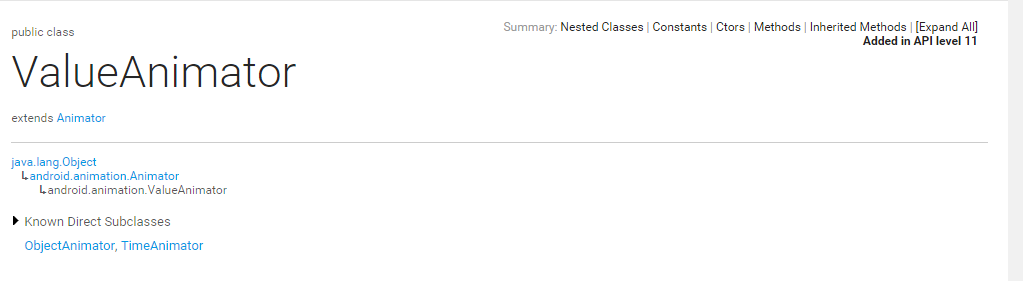 public class
Summary: Nested Classes | Constants | Ctors | Methods | Inherited Methods | [Expand All]
Added in API level 11
ValueAnimator
extends Animator
java.lang.Object
android.animation.Animator
android.animation.ValueAnimator
Known Direct Subclasses
ObjectAnimator, TimeAnimator